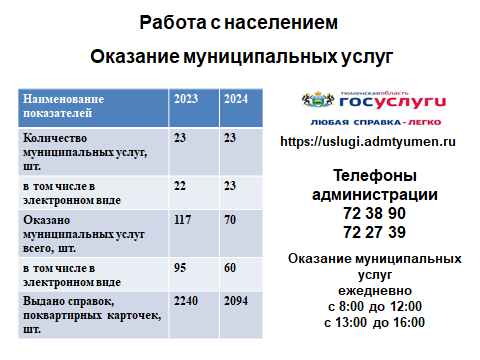 Работа с населением
Оказание муниципальных услуг
Наименование 2023 2024
показателей
Количество 23 23
муниципальных услуг,
шт.
в том числе в 22 23
электронном виде
Оказано 117 70
муниципальных услуг
всего, шт.
в том числе в 95 60
электронном виде
Выдано справок, 2240 2094
поквартирных карточек,
шт.
тюменская область
госуслуги
ЛЮБАЯ СПРАВКА - ЛЕГКО
https://uslugi.admtyumen.ru
Телефоны
администрации
72 38 90
72 27 39
Оказание муниципальных
услуг
ежедневно
с 8:00 до 12:00
с 13:00 до 16:00